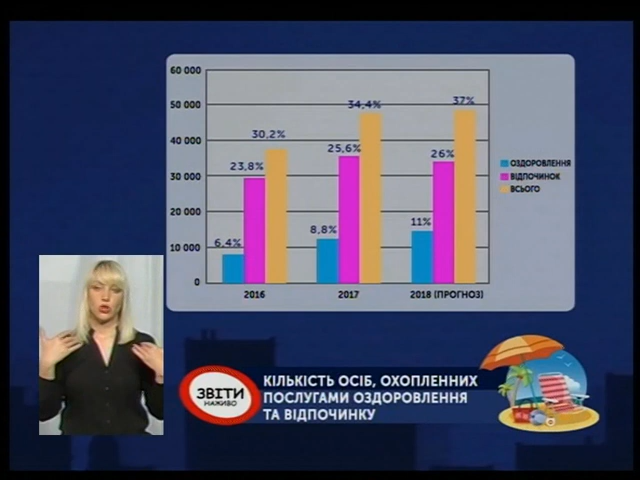 60 000
50 000
40 000
30 000
20 000
10 000
0
6,4%
23,8%
30,2%
8,8%
25,6%
34,4%
11%
26%
37%
2016
2017
2018 (ПРОГНОЗ)
ОЗДОРОВЛЕННЯ
ВІДПОЧИНОК
ВСЬОГО
ЗВІТИ
НАЖИВО
КІЛЬКІСТЬ ОСІБ, ОХОПЛЕННИХ
ПОСЛУГАМИ ОЗДОРОВЛЕННЯ
ТА ВІДПОЧИНКУ